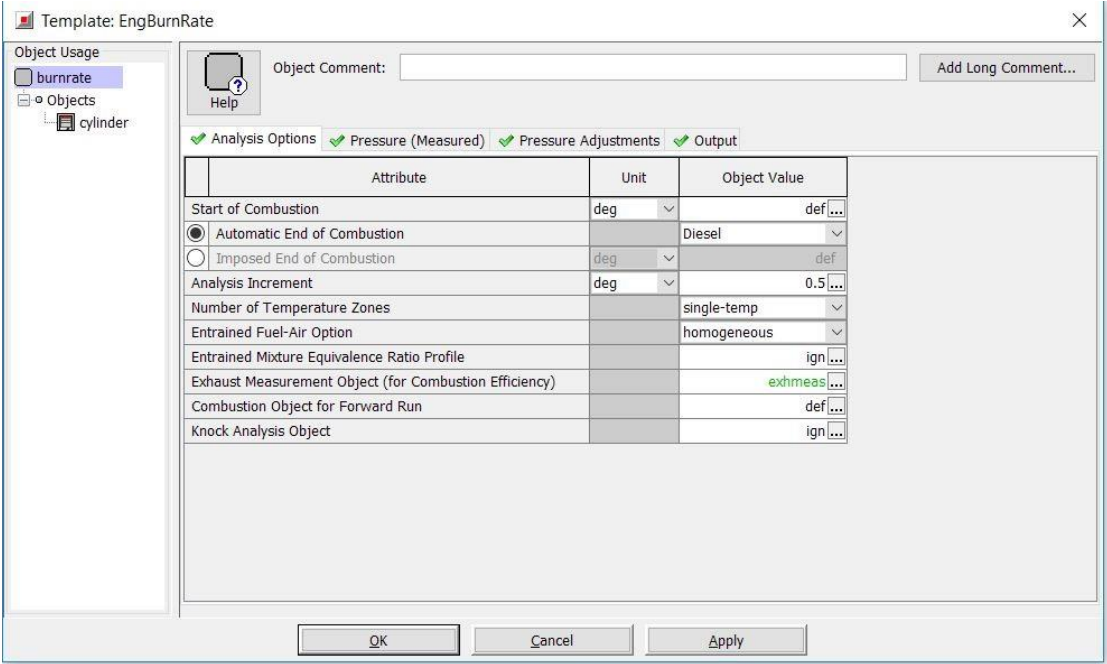 Template: EngBurnRate
Object Usage
burnrate
Objects
cylinder
Help
Object Comment:
Add Long Comment...
Analysis Options Pressure (Measured) Pressure Adjustments Output
Attribute Unit Object Value
Start of Combustion deg def...
Automatic End of Combustion Diesel
Imposed End of Combustion deg def
Analysis Increment deg 0.5...
Number of Temperature Zones single-temp
Entrained Fuel-Air Option homogeneous
Entrained Mixture Equivalence Ratio Profile ign...
Exhaust Measurement Object (for Combustion Efficiency) exhmeas...
Combustion Object for Forward Run def...
Knock Analysis Object ign...
OK Cancel Apply